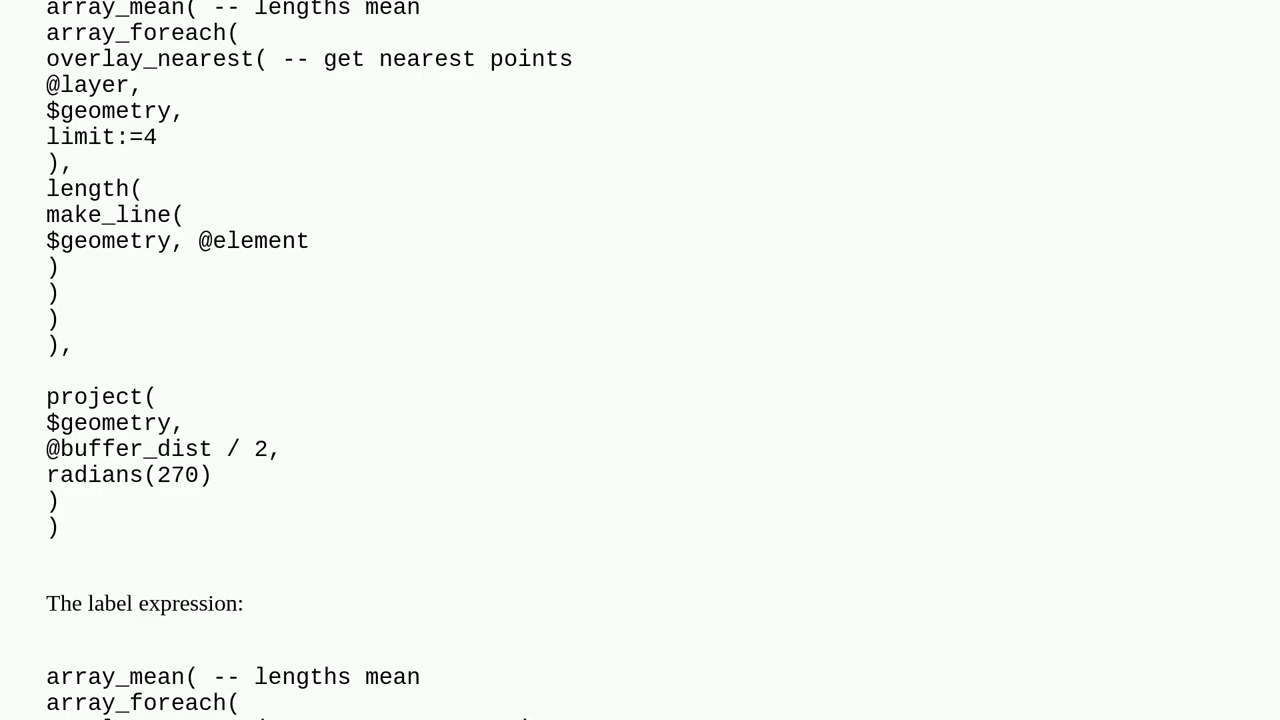 array_mean( -- lengths mean
array_foreach(
overlay_nearest( -- get nearest points
@layer,
$geometry,
limit:=4
),
length(
make_line(
$geometry, @element
)
)
)
),
project(
$geometry,
@buffer_dist / 2,
radians(270)
)
)
The label expression:
array_mean( -- lengths mean
array_foreach(